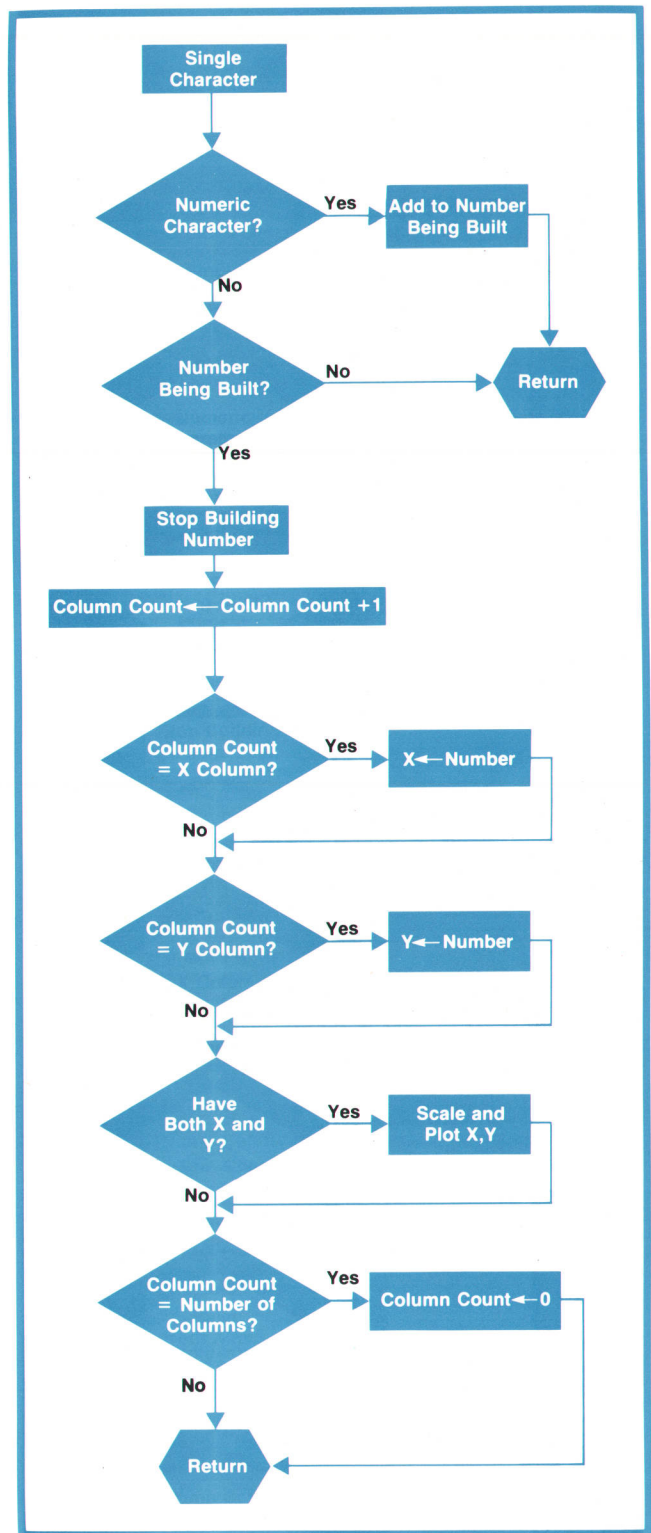 Single
Character
Numeric
Character?
Yes
Add to Number
Being Built
No
Number
Being Built?
No
Return
Yes
Stop Building
Number
Column Count←Column Count +1
Column Count
= X Column?
Yes
X←Number
No
Column Count
= Y Column?
Yes
Y←Number
No
Have
Both X and
Y?
Yes
Scale and
Plot X,Y
No
Column Count
= Number of
Columns?
Yes
Column Count←0
No
Return